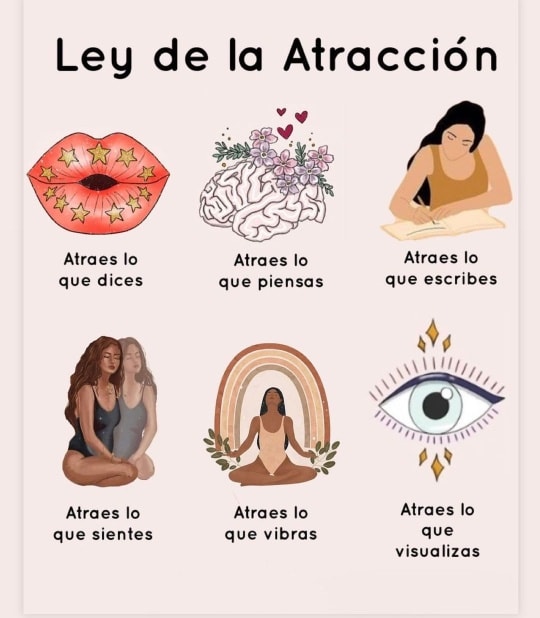 Ley de la Atracción
Atraes lo
que dices
Atraes lo
que piensas
Atraes lo
que escribes
Atraes lo
que sientes
Atraes lo
que vibras
Atraes lo
que
visualizas